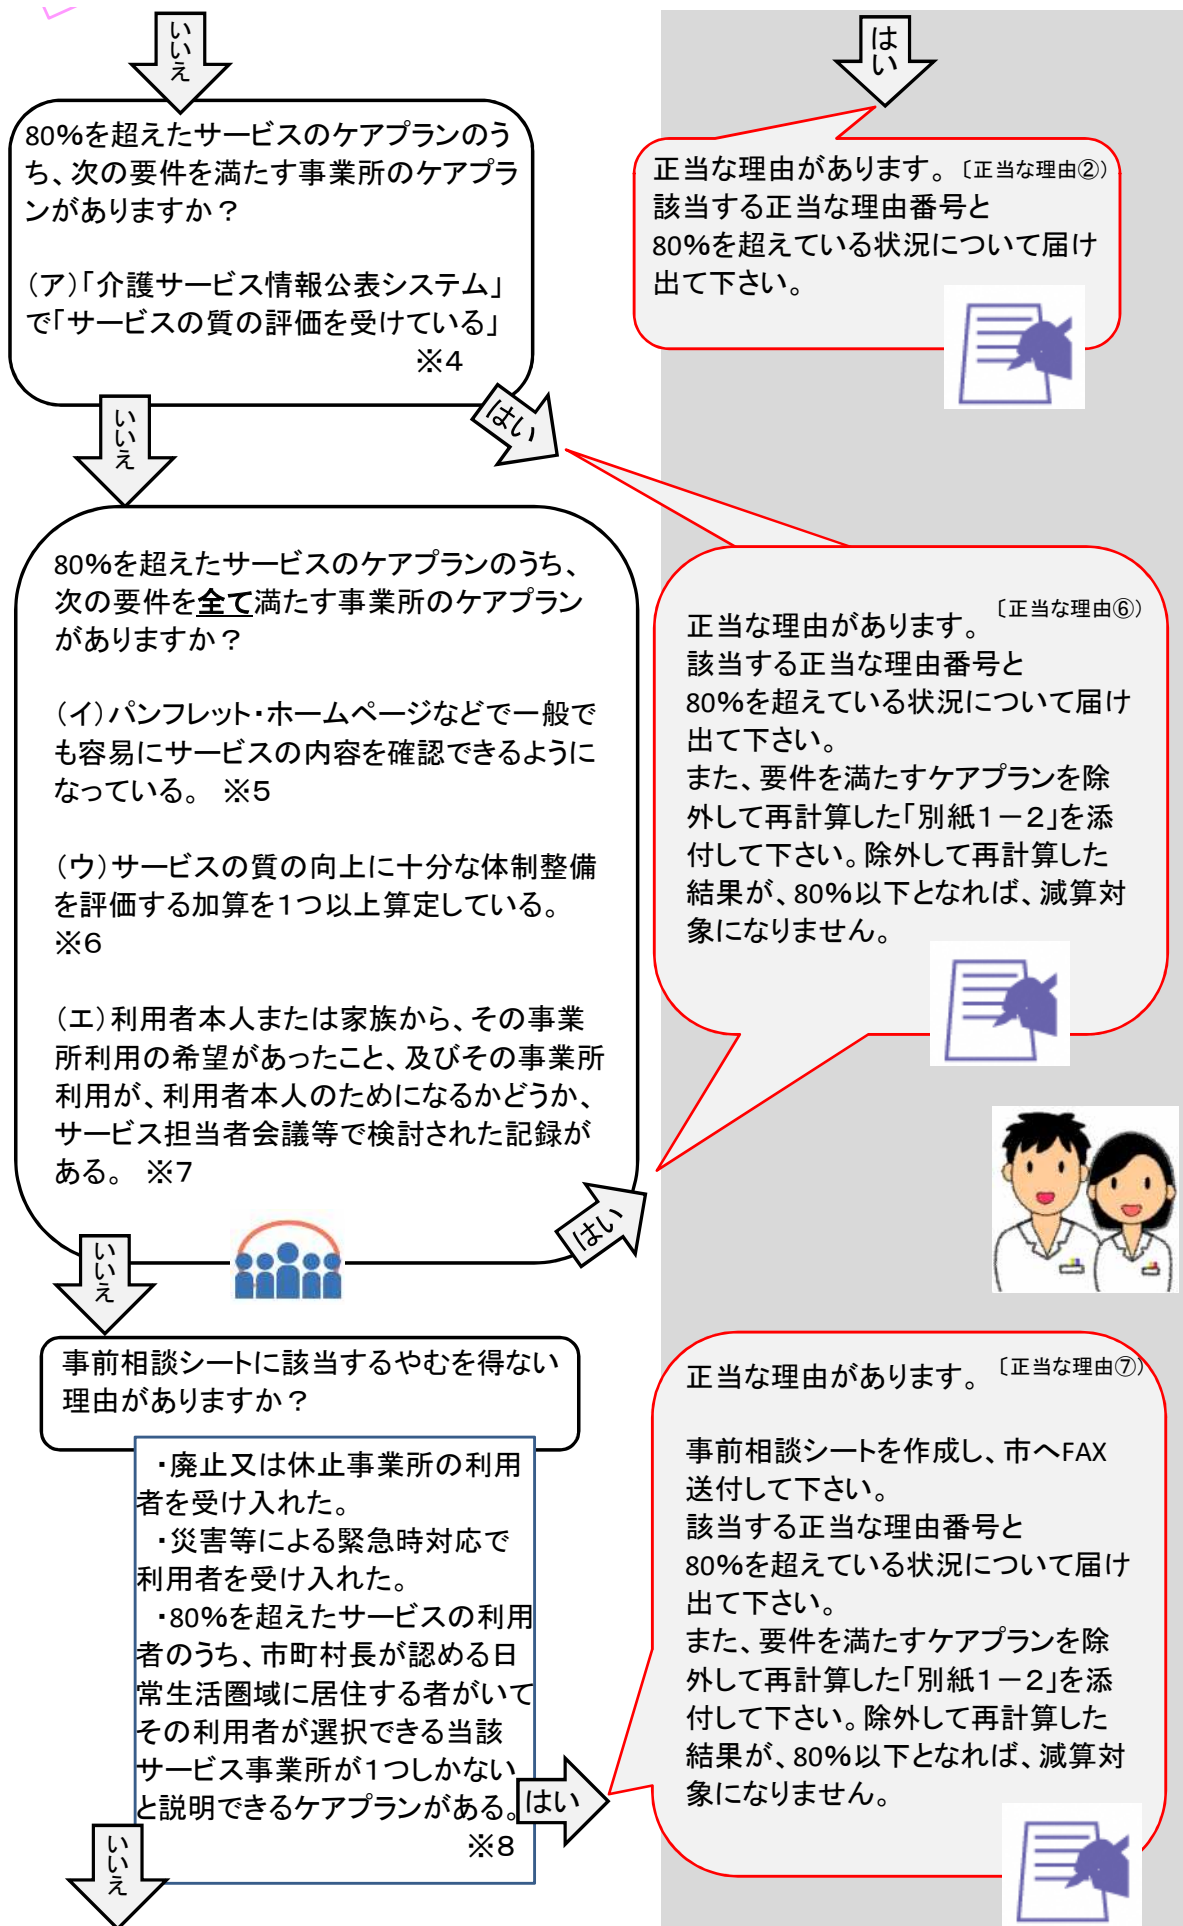 いいえ
はい
80%を超えたサービスのケアプランのう
ち、次の要件を満たす事業所のケアプラ
ンがありますか？
(ア)「介護サービス情報公表システム」
で「サービスの質の評価を受けている」
※4
正当な理由があります。〔正当な理由②〕
該当する正当な理由番号と
80%を超えている状況について届け
出て下さい。
いいえ
はい
80%を超えたサービスのケアプランのうち、
次の要件を全て満たす事業所のケアプラン
がありますか？
(イ)パンフレット・ホームページなどで一般で
も容易にサービスの内容を確認できるように
なっている。 ※5
(ウ)サービスの質の向上に十分な体制整備
を評価する加算を1つ以上算定している。
※6
(エ)利用者本人または家族から、その事業
所利用の希望があったこと、及びその事業所
利用が、利用者本人のためになるかどうか、
サービス担当者会議等で検討された記録が
ある。 ※7
正当な理由があります。〔正当な理由⑥〕
該当する正当な理由番号と
80%を超えている状況について届け
出て下さい。
また、要件を満たすケアプランを除
外して再計算した「別紙1－2」を添
付して下さい。除外して再計算した
結果が、80%以下となれば、減算対
象になりません。
いいえ
はい
事前相談シートに該当するやむを得ない
理由がありますか？
・廃止又は休止事業所の利用
者を受け入れた。
・災害等による緊急時対応で
利用者を受け入れた。
・80%を超えたサービスの利用
者のうち、市町村長が認める日
常生活圏域に居住する者がいて
その利用者が選択できる当該
サービス事業所が1つしかない
と説明できるケアプランがある。
※8
はい
正当な理由があります。〔正当な理由⑦〕
事前相談シートを作成し、市へFAX
送付して下さい。
該当する正当な理由番号と
80%を超えている状況について届け
出て下さい。
また、要件を満たすケアプランを除
外して再計算した「別紙1－2」を添
付して下さい。除外して再計算した
結果が、80%以下となれば、減算対
象になりません。
いいえ